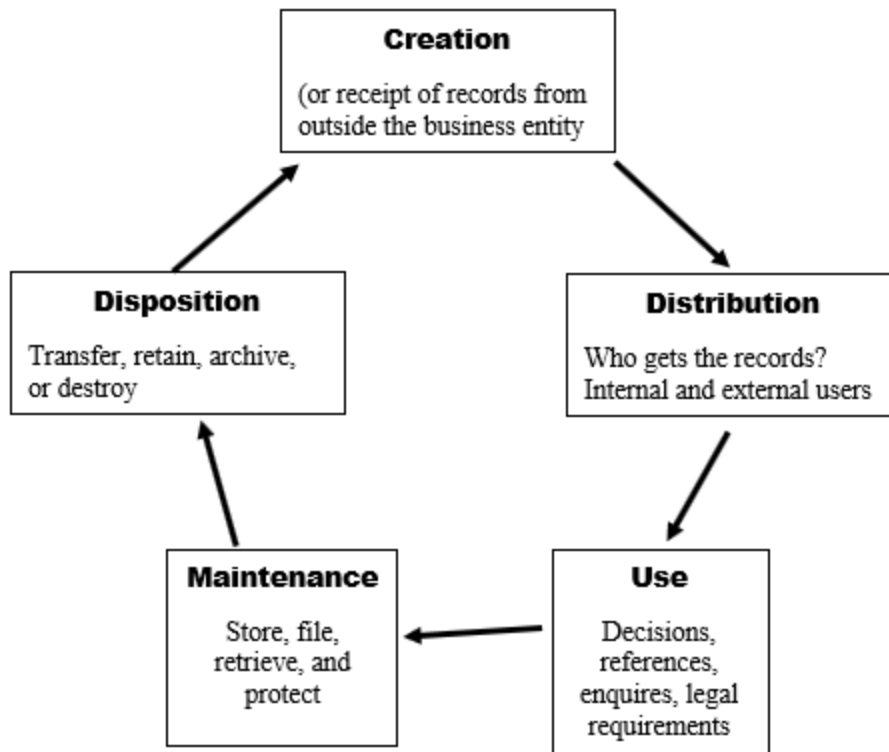 Creation
(or receipt of records from
outside the business entity
Disposition
Transfer, retain, archive,
or destroy
Distribution
Who gets the records?
Internal and external users
Maintenance
Store, file,
retrieve, and
protect
Use
Decisions,
references,
enquires, legal
requirements